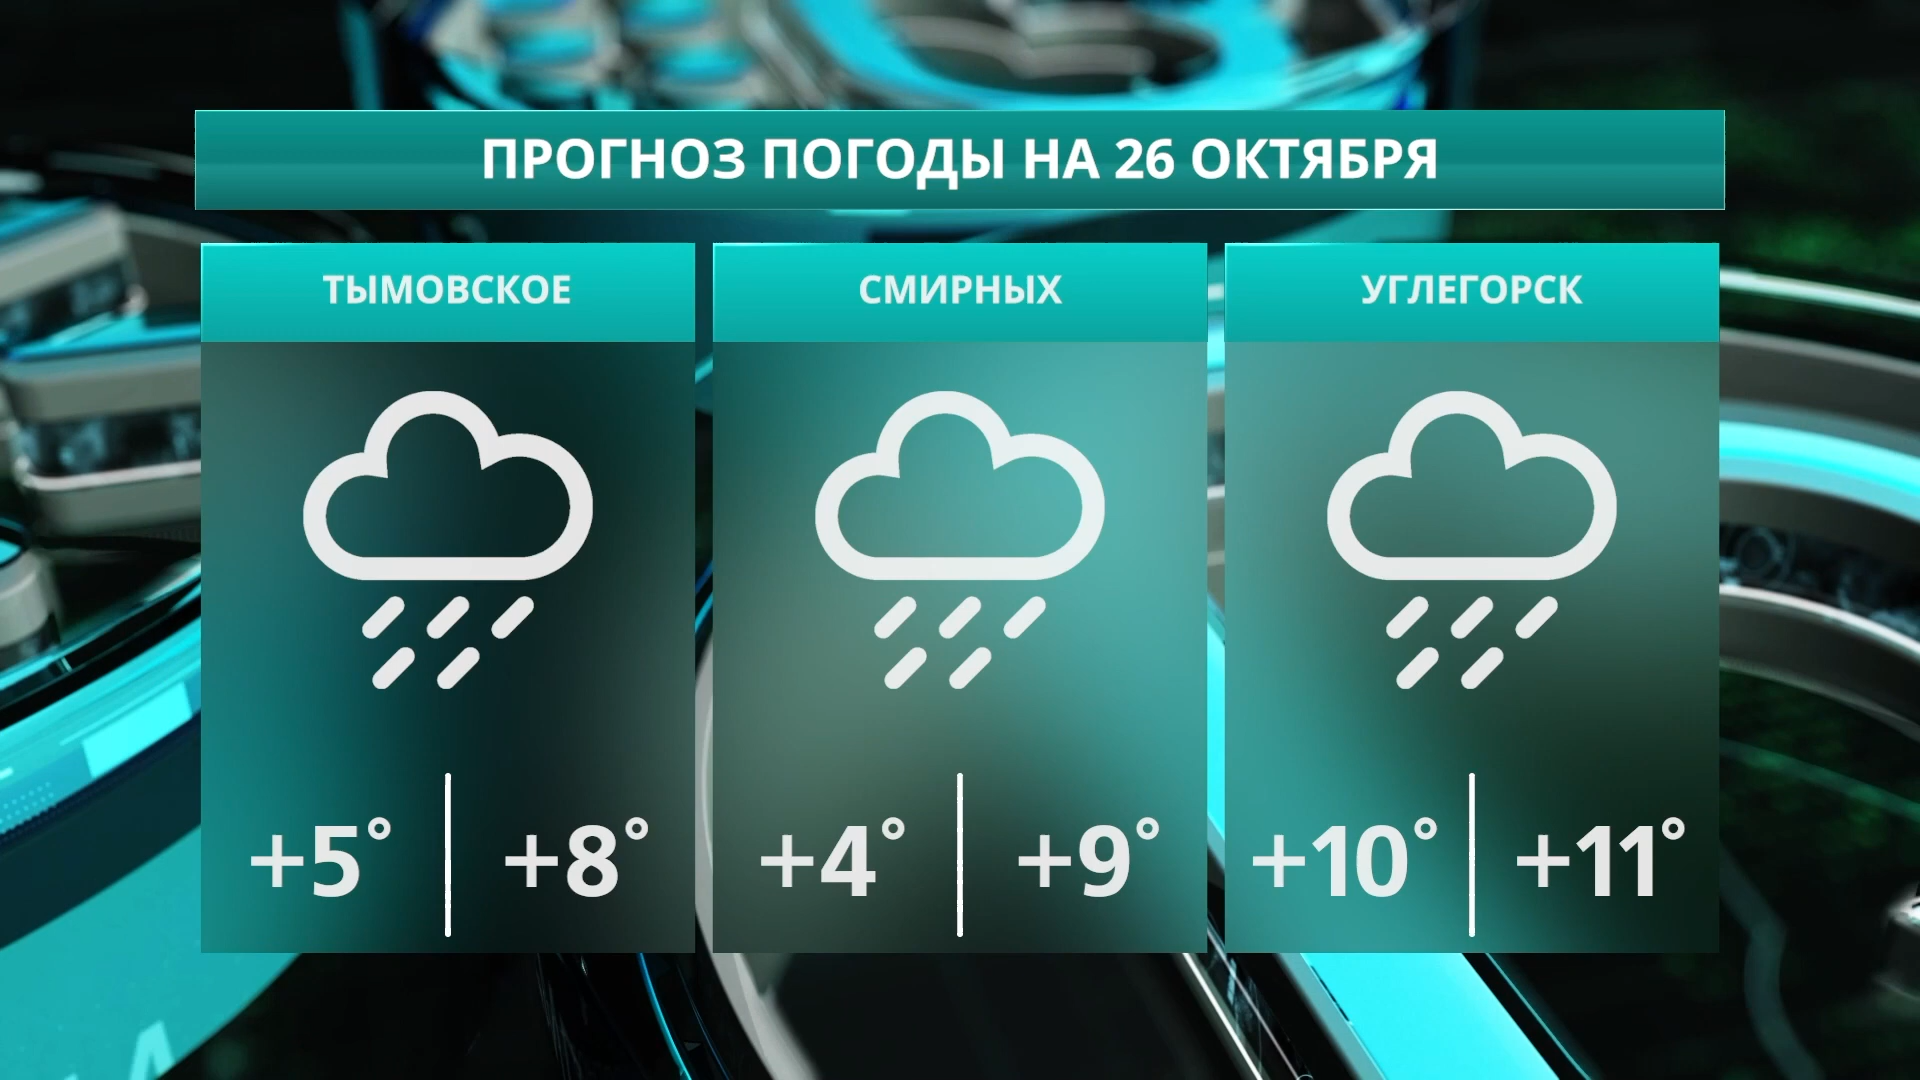 ПРОГНОЗ ПОГОДЫ НА 26 ОКТЯБРЯ
ТЫМОВСКОЕ
+5° +8°
СМИРНЫХ
+4° +9°
УГЛЕГОРСК
+10° +11°